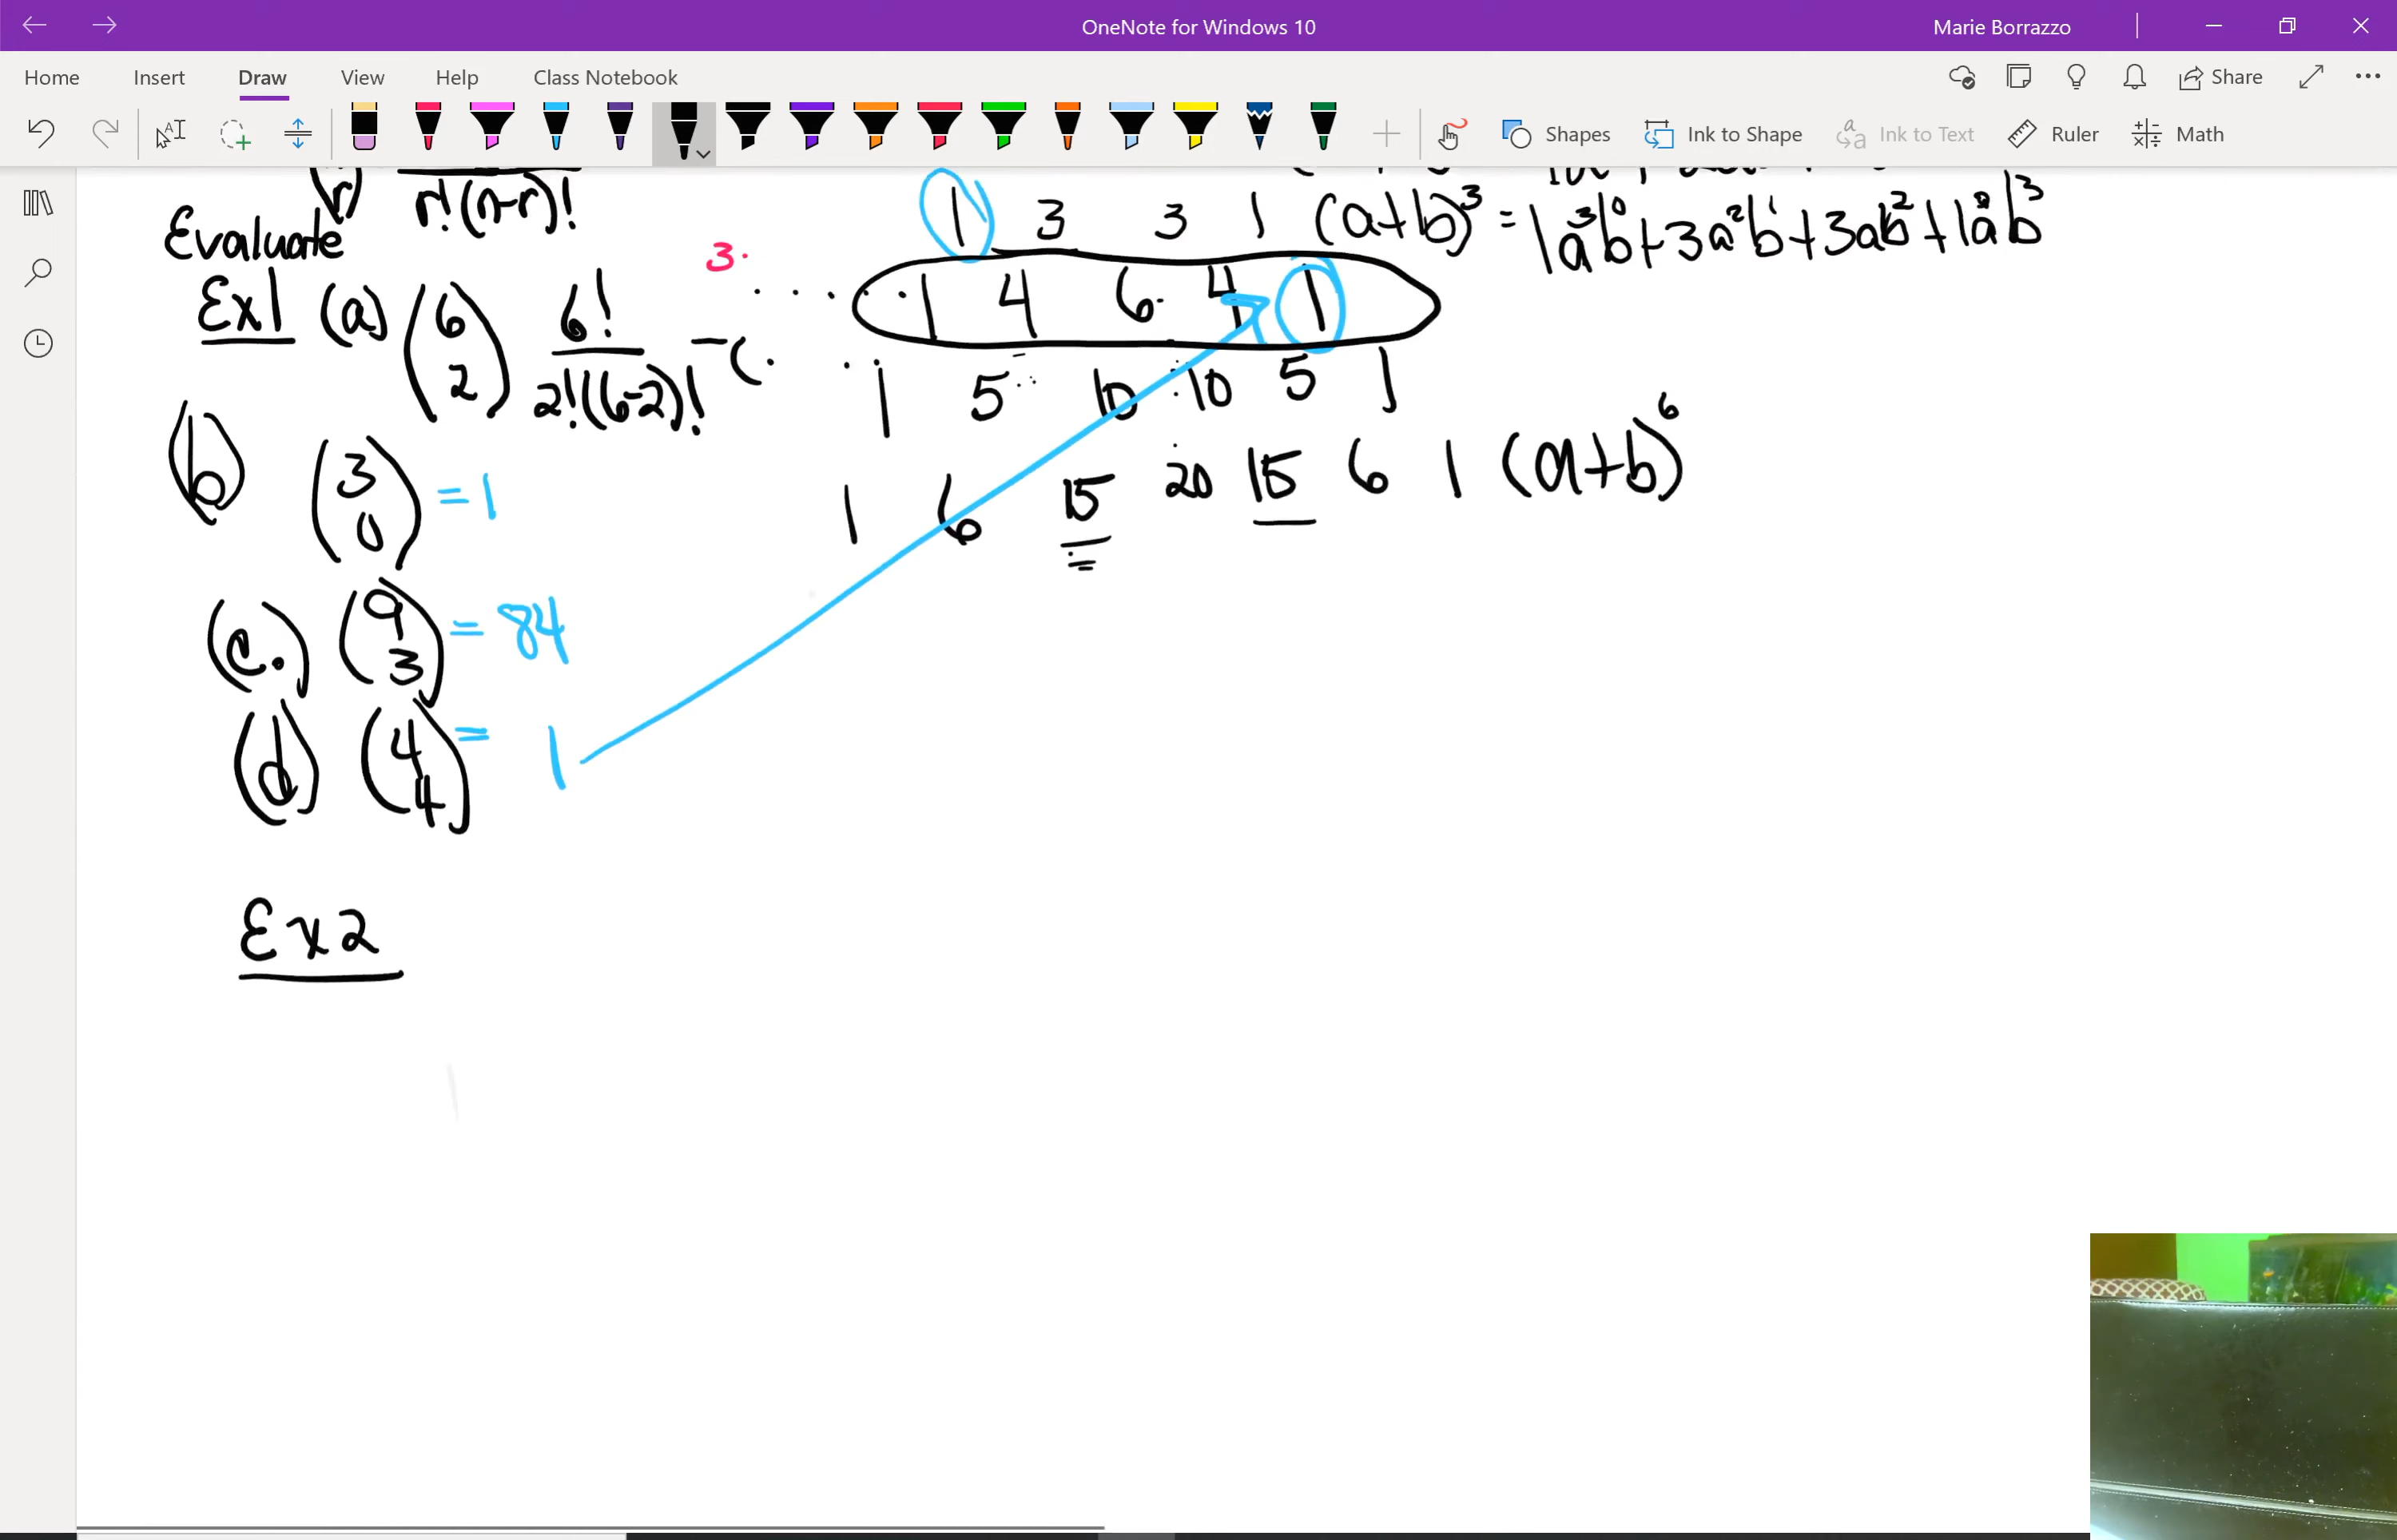 OneNote for Windows 10
Marie Borrazzo
Home Insert Draw View Help Class Notebook Share
Shapes Ink to Shape Ink to Text Ruler Math
r!(n-r)!
Evaluate
1 3 3 1 (a+b)³ = 1a³b⁰+3a²b¹+3ab²+1a⁰b³
3.
Ex1 (a) (6 2) 6! / 2!(6-2)!
1 4 6 4 1
1 5 10 10 5 1
(b) (3 0) = 1
1 6 15 20 15 6 1 (a+b)⁶
(c.) (9 3) = 84
(d) (4 4) = 1
Ex2